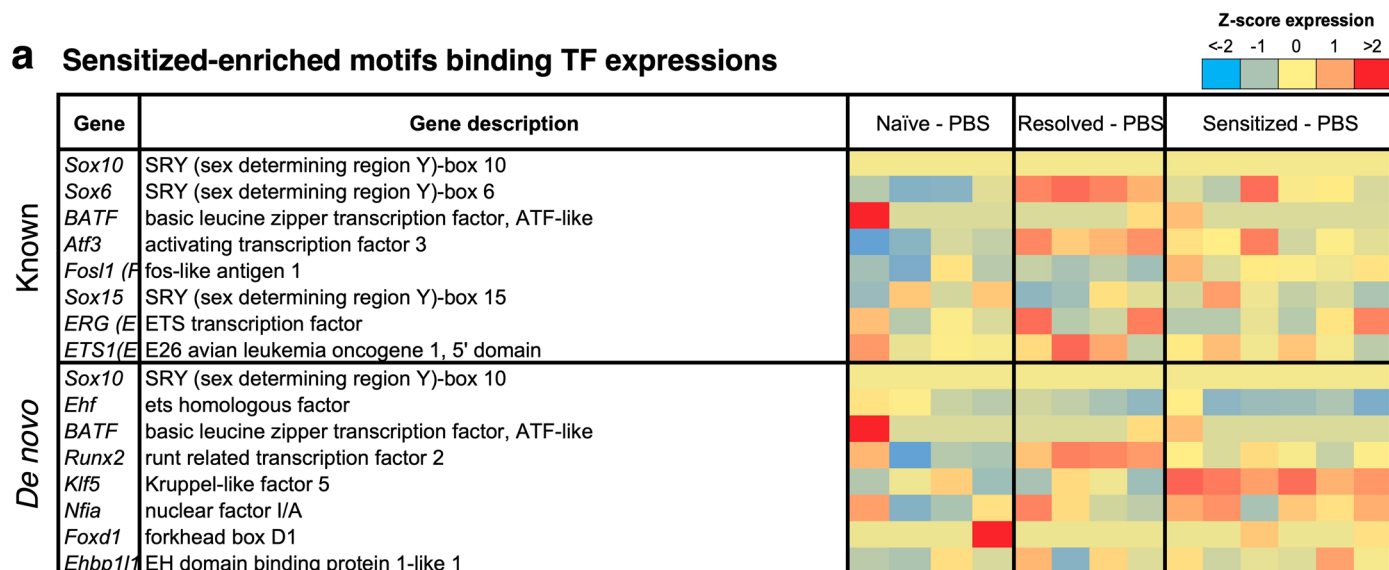 Z-score expression
<-2 -1 0 1 >2
a Sensitized-enriched motifs binding TF expressions
Gene Gene description Naïve - PBS Resolved - PBS Sensitized - PBS
Known
Sox10 SRY (sex determining region Y)-box 10
Sox6 SRY (sex determining region Y)-box 6
BATF basic leucine zipper transcription factor, ATF-like
Atf3 activating transcription factor 3
Fosl1 (F fos-like antigen 1
Sox15 SRY (sex determining region Y)-box 15
ERG (E ETS transcription factor
ETS1(E E26 avian leukemia oncogene 1, 5' domain
De novo
Sox10 SRY (sex determining region Y)-box 10
Ehf ets homologous factor
BATF basic leucine zipper transcription factor, ATF-like
Runx2 runt related transcription factor 2
Klf5 Kruppel-like factor 5
Nfia nuclear factor I/A
Foxd1 forkhead box D1
Ehbp1l1 EH domain binding protein 1-like 1